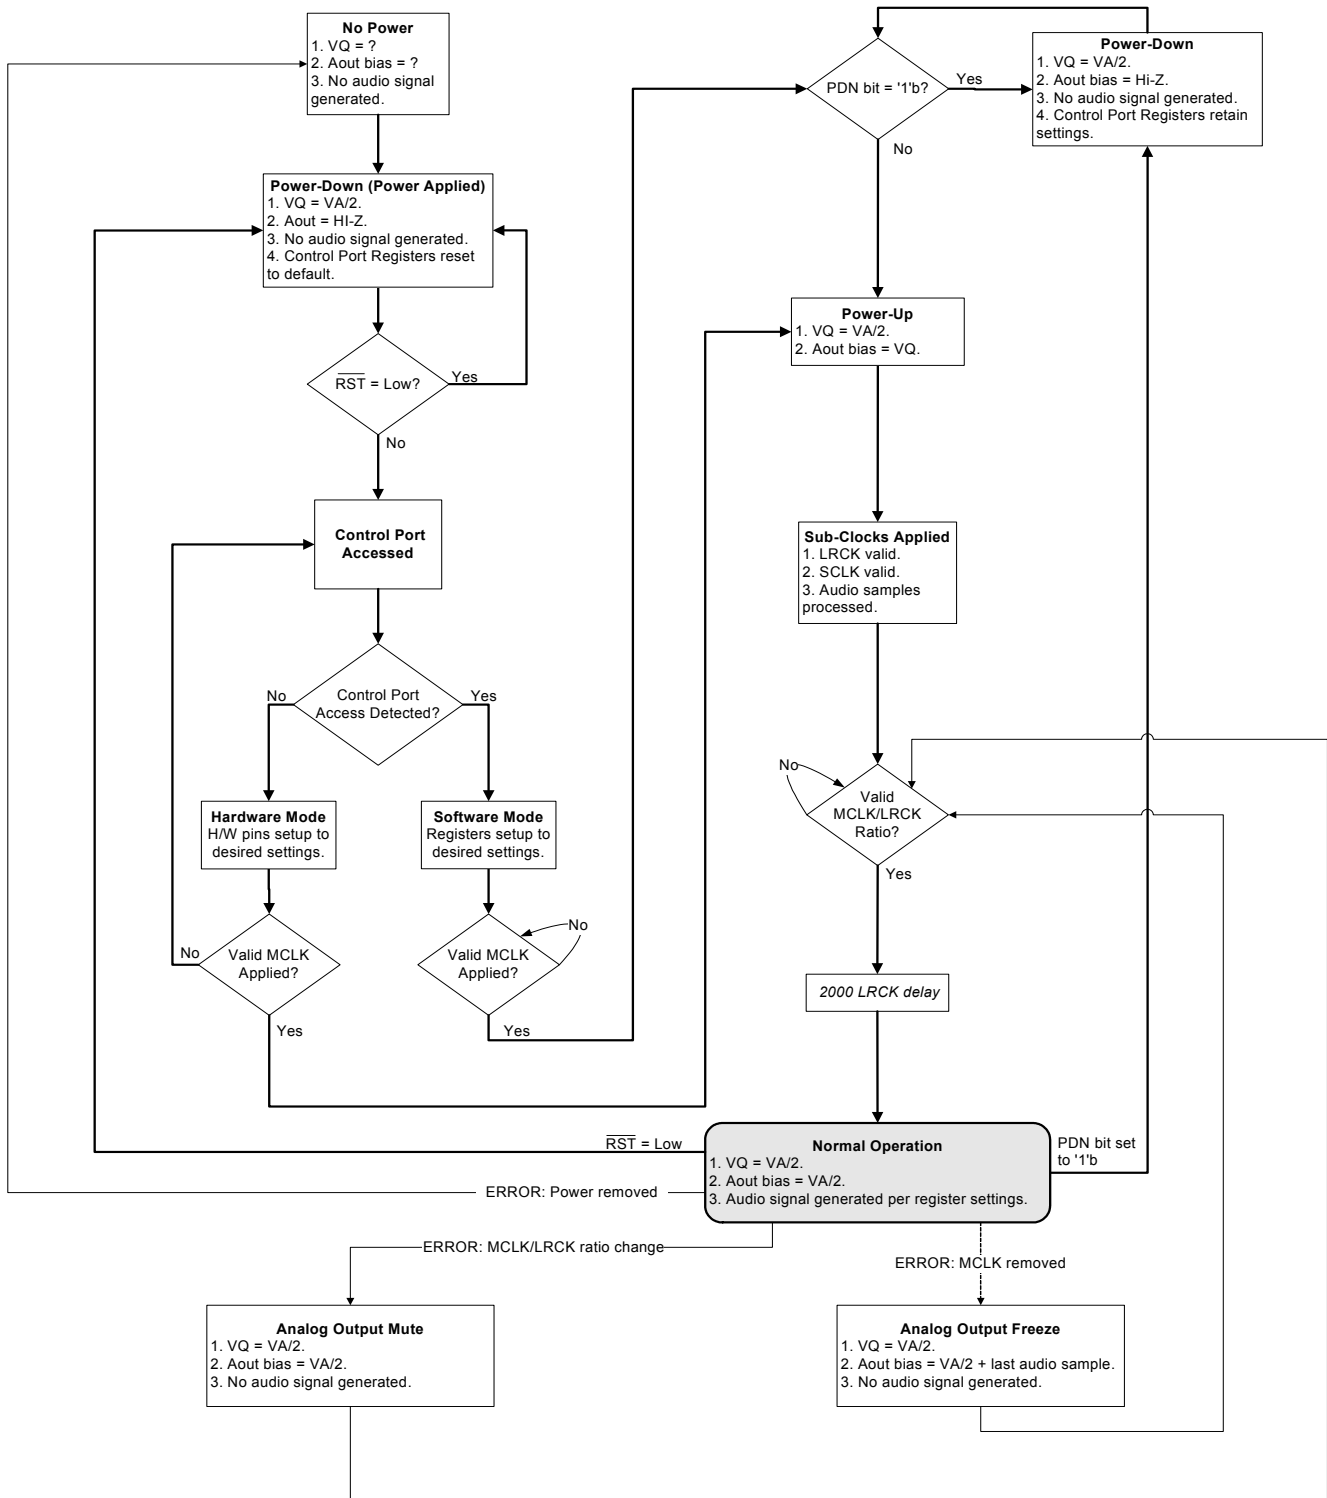 No Power
1. VQ = ?
2. Aout bias = ?
3. No audio signal
generated.
Power-Down (Power Applied)
1. VQ = VA/2.
2. Aout = HI-Z.
3. No audio signal generated.
4. Control Port Registers reset
to default.
RST = Low?
Yes
No
Control Port
Accessed
Control Port
Access Detected?
No
Yes
Hardware Mode
H/W pins setup to
desired settings.
Software Mode
Registers setup to
desired settings.
Valid MCLK
Applied?
No
Yes
Valid MCLK
Applied?
No
Yes
PDN bit = '1'b?
Yes
No
Power-Down
1. VQ = VA/2.
2. Aout bias = Hi-Z.
3. No audio signal generated.
4. Control Port Registers retain
settings.
Power-Up
1. VQ = VA/2.
2. Aout bias = VQ.
Sub-Clocks Applied
1. LRCK valid.
2. SCLK valid.
3. Audio samples
processed.
No
Valid
MCLK/LRCK
Ratio?
Yes
2000 LRCK delay
Normal Operation
1. VQ = VA/2.
2. Aout bias = VA/2.
3. Audio signal generated per register settings.
RST = Low
PDN bit set
to '1'b
ERROR: Power removed
ERROR: MCLK/LRCK ratio change
ERROR: MCLK removed
Analog Output Mute
1. VQ = VA/2.
2. Aout bias = VA/2.
3. No audio signal generated.
Analog Output Freeze
1. VQ = VA/2.
2. Aout bias = VA/2 + last audio sample.
3. No audio signal generated.